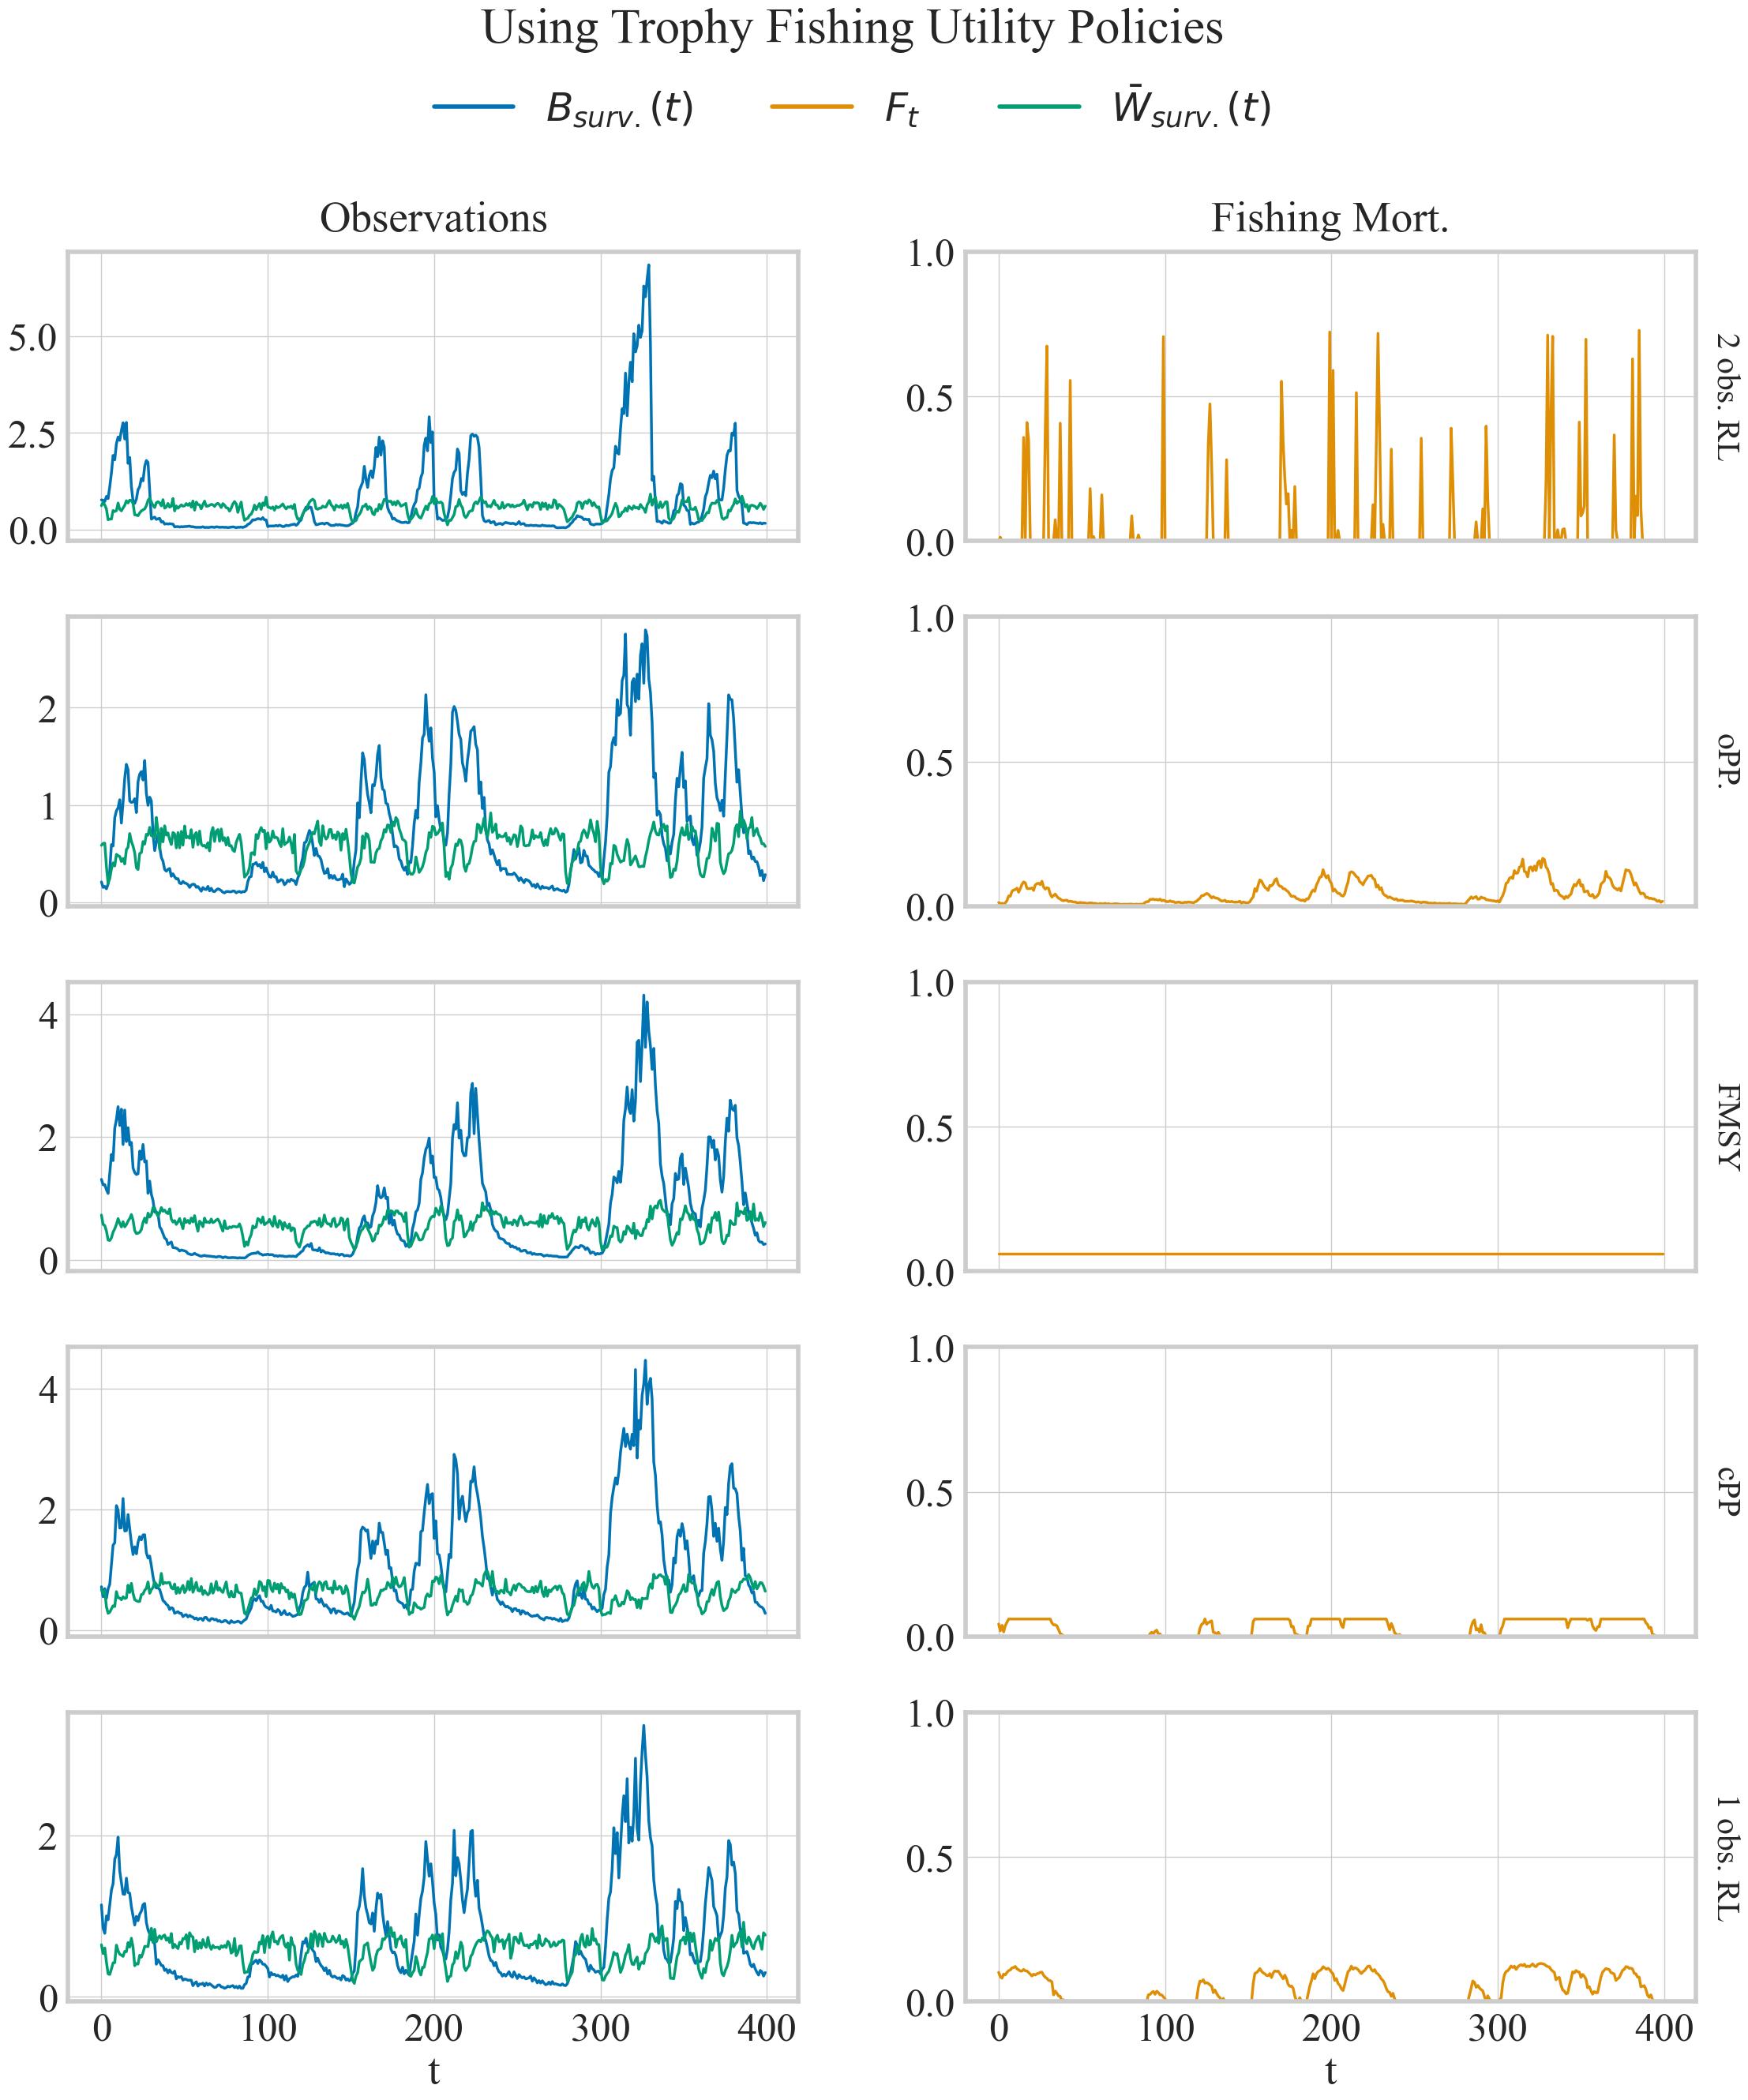 Using Trophy Fishing Utility Policies
B_surv.(t) F_t W̄_surv.(t)
Observations Fishing Mort.
5.0
2.5
0.0
1.0
0.5
0.0
2 obs. RL
2
1
0
1.0
0.5
0.0
oPP.
4
2
0
1.0
0.5
0.0
FMSY
4
2
0
1.0
0.5
0.0
cPP
2
0
0 100 200 300 400
t
1.0
0.5
0.0
0 100 200 300 400
t
1 obs. RL